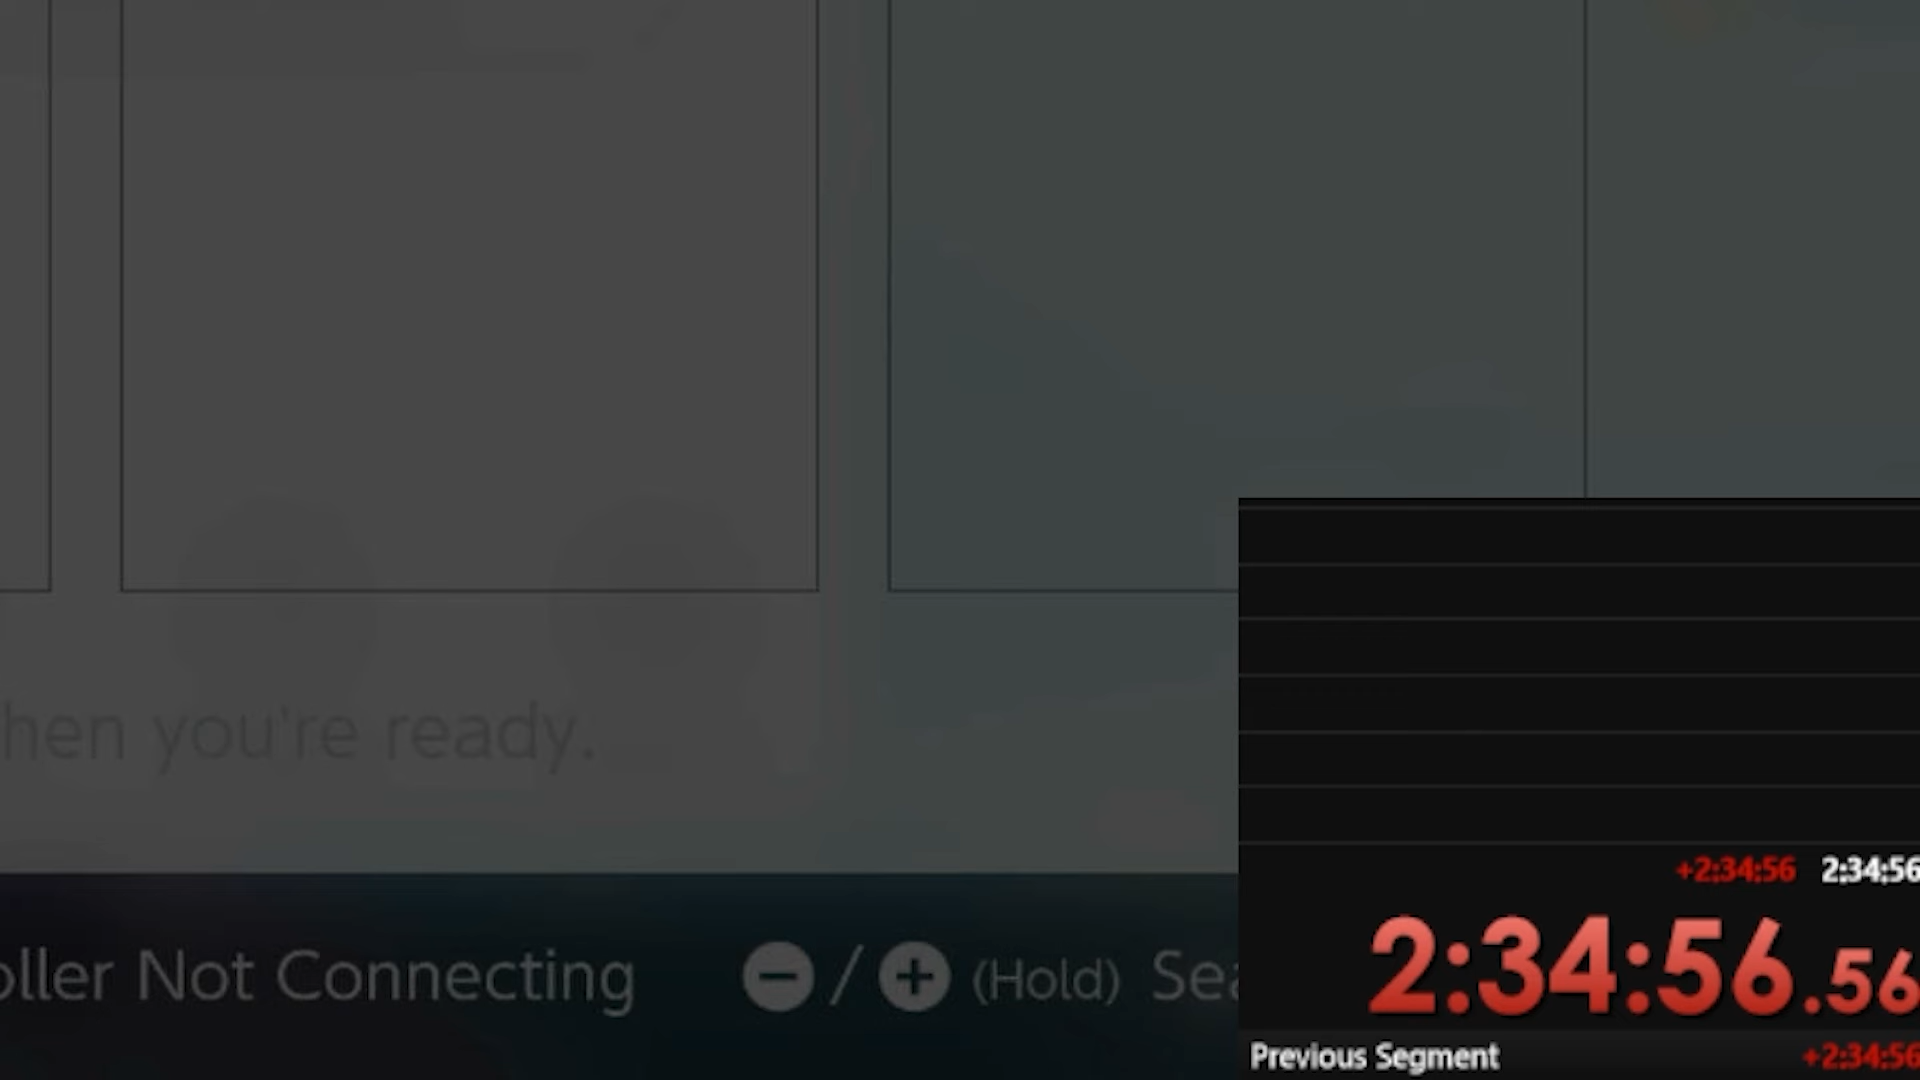 hen you're ready.
oller Not Connecting
(Hold) Sea
+2:34:56 2:34:56
2:34:56.56
Previous Segment +2:34:56